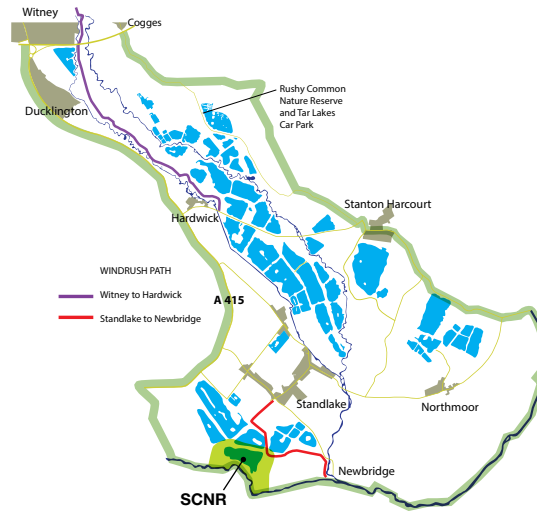 Witney
Cogges
Ducklington
Rushy Common
Nature Reserve
and Tar Lakes
Car Park
Stanton Harcourt
Hardwick
WINDRUSH PATH
Witney to Hardwick
A 415
Standlake to Newbridge
Standlake
Northmoor
Newbridge
SCNR